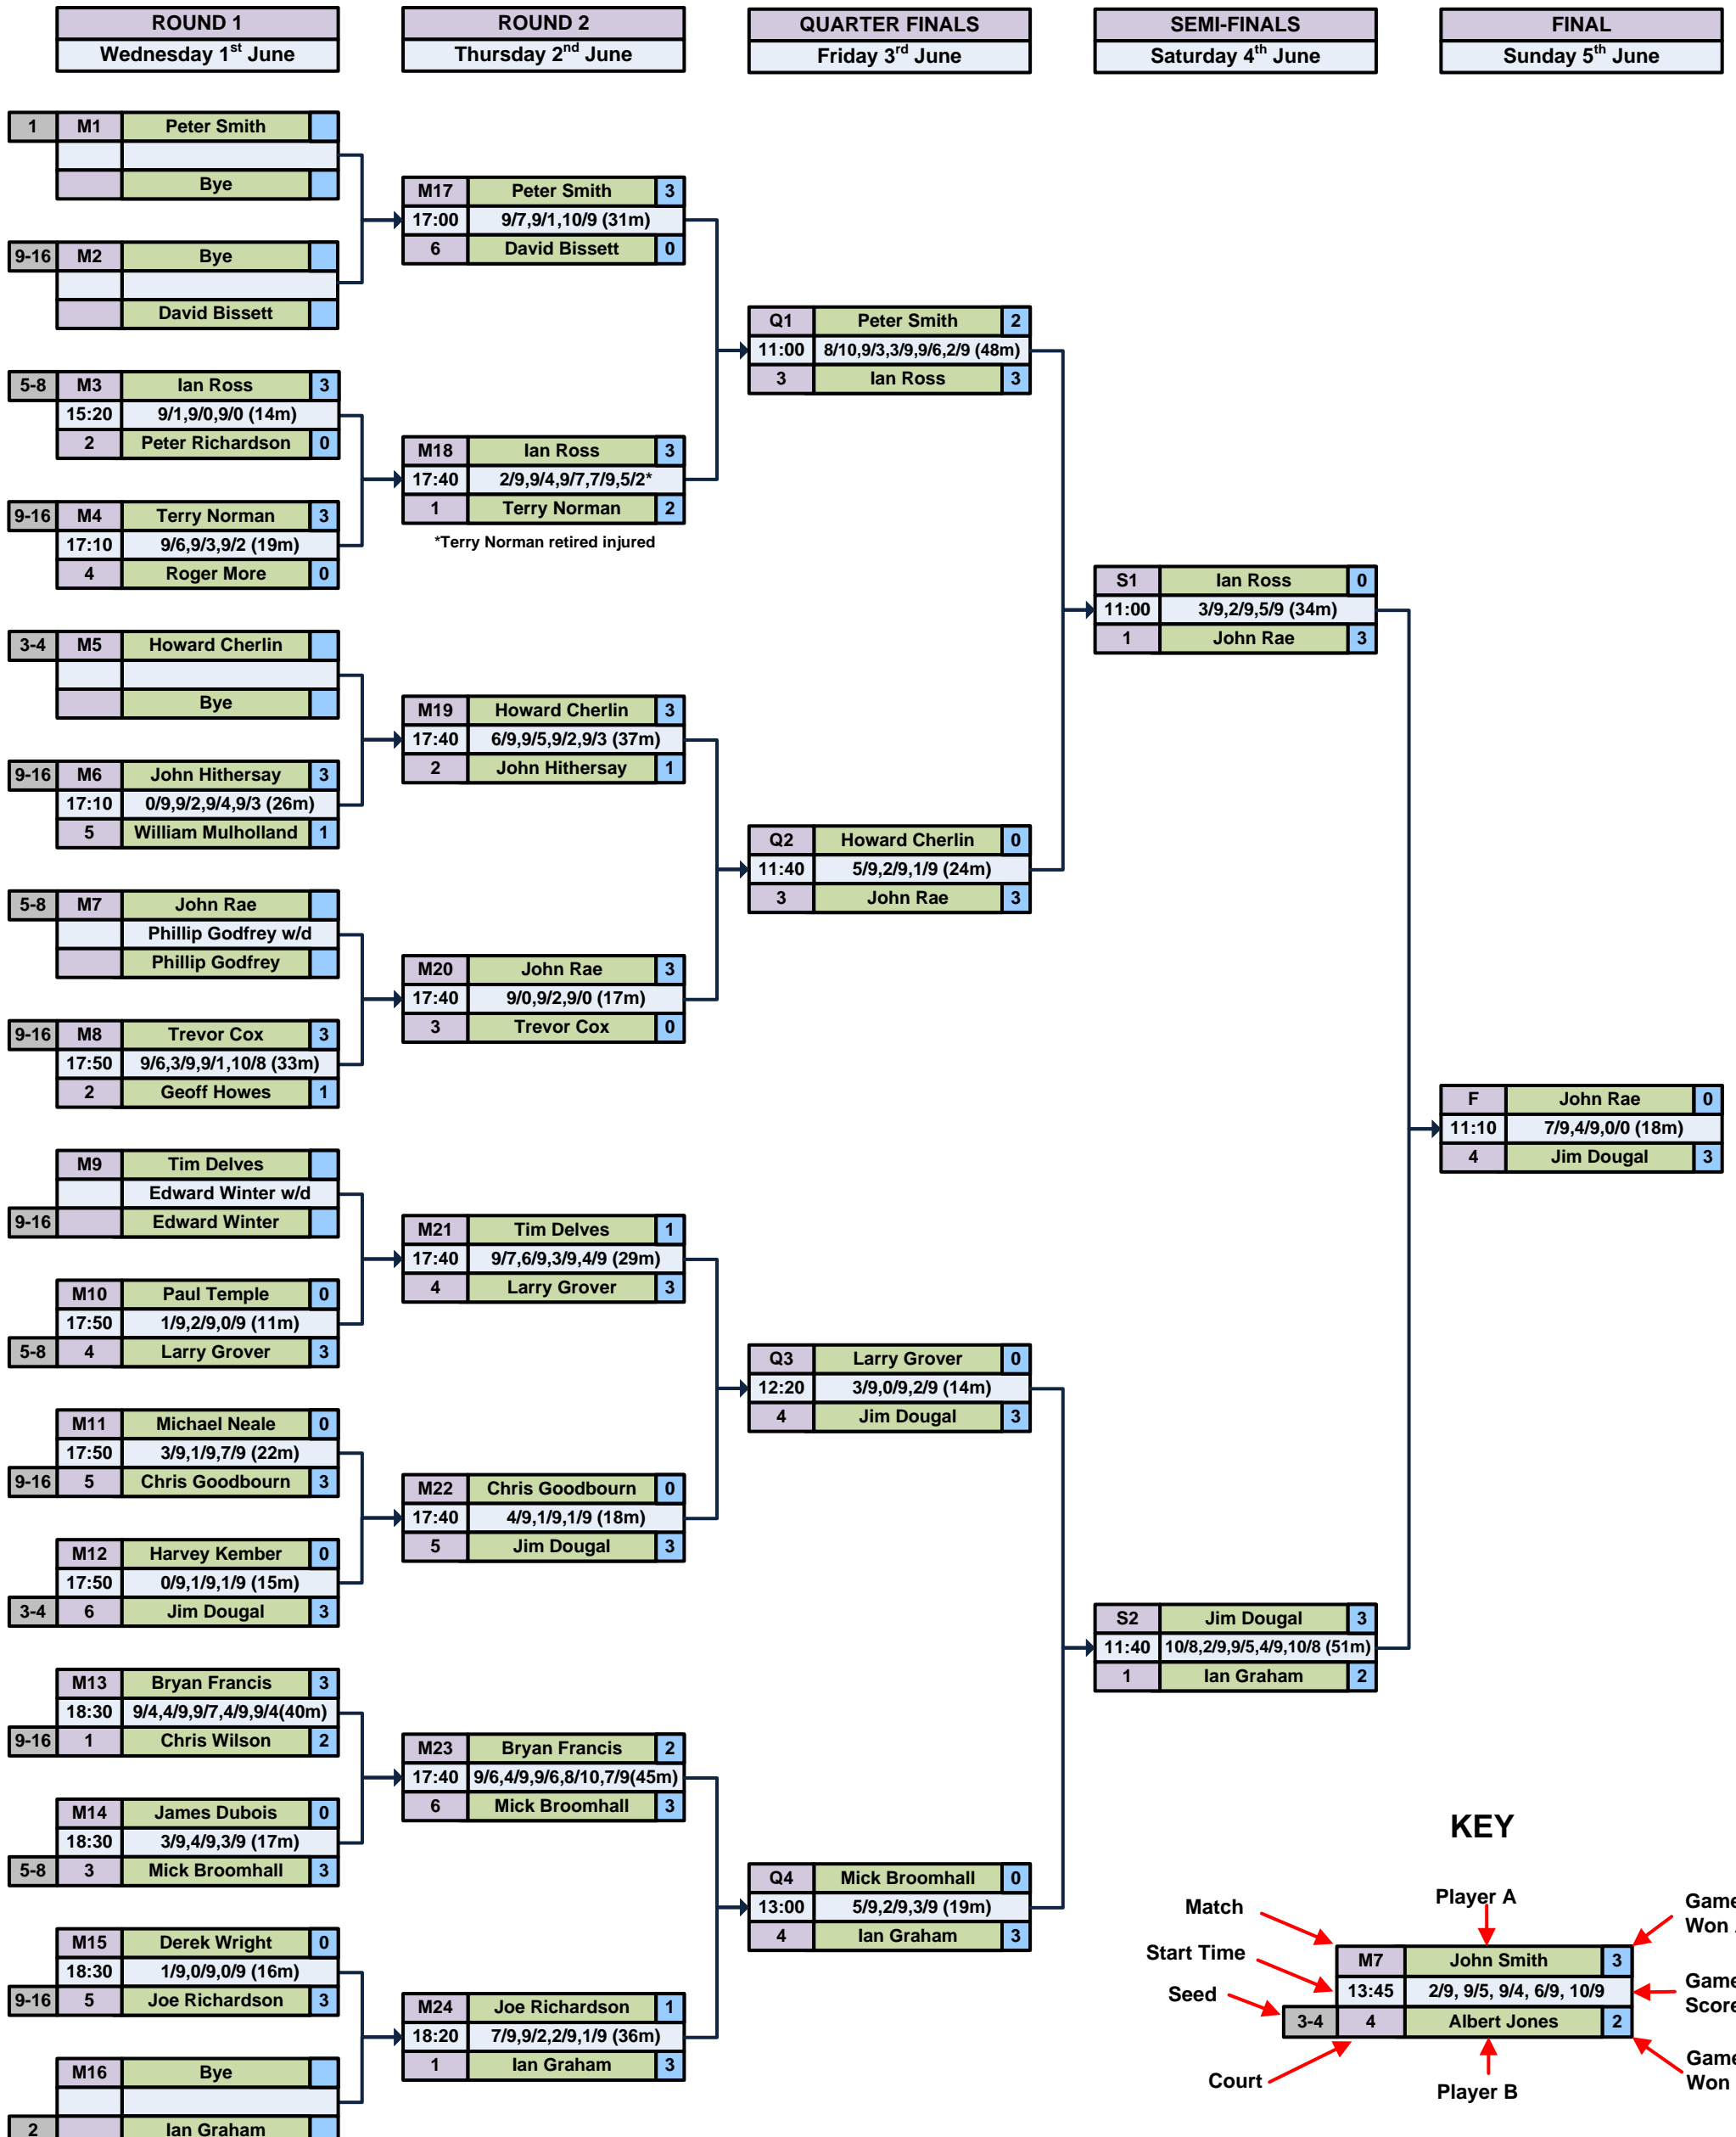 ROUND 1
Wednesday 1st June
ROUND 2
Thursday 2nd June
QUARTER FINALS
Friday 3rd June
SEMI-FINALS
Saturday 4th June
FINAL
Sunday 5th June
1 M1 Peter Smith
Bye
9-16 M2 Bye
David Bissett
5-8 M3 Ian Ross 3
15:20 9/1,9/0,9/0 (14m)
2 Peter Richardson 0
9-16 M4 Terry Norman 3
17:10 9/6,9/3,9/2 (19m)
4 Roger More 0
3-4 M5 Howard Cherlin
Bye
9-16 M6 John Hithersay 3
17:10 0/9,9/2,9/4,9/3 (26m)
5 William Mulholland 1
5-8 M7 John Rae
Phillip Godfrey w/d
Phillip Godfrey
9-16 M8 Trevor Cox 3
17:50 9/6,3/9,9/1,10/8 (33m)
2 Geoff Howes 1
M9 Tim Delves
Edward Winter w/d
9-16 Edward Winter
M10 Paul Temple 0
17:50 1/9,2/9,0/9 (11m)
5-8 4 Larry Grover 3
M11 Michael Neale 0
17:50 3/9,1/9,7/9 (22m)
9-16 5 Chris Goodbourn 3
M12 Harvey Kember 0
17:50 0/9,1/9,1/9 (15m)
3-4 6 Jim Dougal 3
M13 Bryan Francis 3
18:30 9/4,4/9,9/7,4/9,9/4(40m)
9-16 1 Chris Wilson 2
M14 James Dubois 0
18:30 3/9,4/9,3/9 (17m)
5-8 3 Mick Broomhall 3
M15 Derek Wright 0
18:30 1/9,0/9,0/9 (16m)
9-16 5 Joe Richardson 3
M16 Bye
2 Ian Graham
M17 Peter Smith 3
17:00 9/7,9/1,10/9 (31m)
6 David Bissett 0
M18 Ian Ross 3
17:40 2/9,9/4,9/7,7/9,5/2*
1 Terry Norman 2
*Terry Norman retired injured
M19 Howard Cherlin 3
17:40 6/9,9/5,9/2,9/3 (37m)
2 John Hithersay 1
M20 John Rae 3
17:40 9/0,9/2,9/0 (17m)
3 Trevor Cox 0
M21 Tim Delves 1
17:40 9/7,6/9,3/9,4/9 (29m)
4 Larry Grover 3
M22 Chris Goodbourn 0
17:40 4/9,1/9,1/9 (18m)
5 Jim Dougal 3
M23 Bryan Francis 2
17:40 9/6,4/9,9/6,8/10,7/9(45m)
6 Mick Broomhall 3
M24 Joe Richardson 1
18:20 7/9,9/2,2/9,1/9 (36m)
1 Ian Graham 3
Q1 Peter Smith 2
11:00 8/10,9/3,3/9,9/6,2/9 (48m)
3 Ian Ross 3
Q2 Howard Cherlin 0
11:40 5/9,2/9,1/9 (24m)
3 John Rae 3
Q3 Larry Grover 0
12:20 3/9,0/9,2/9 (14m)
4 Jim Dougal 3
Q4 Mick Broomhall 0
13:00 5/9,2/9,3/9 (19m)
4 Ian Graham 3
S1 Ian Ross 0
11:00 3/9,2/9,5/9 (34m)
1 John Rae 3
S2 Jim Dougal 3
11:40 10/8,2/9,9/5,4/9,10/8 (51m)
1 Ian Graham 2
F John Rae 0
11:10 7/9,4/9,0/0 (18m)
4 Jim Dougal 3
KEY
Match
Player A
Game
Won
Start Time
M7 John Smith 3
13:45 2/9, 9/5, 9/4, 6/9, 10/9
Game
Score
Seed
3-4 4 Albert Jones 2
Court
Player B
Game
Won